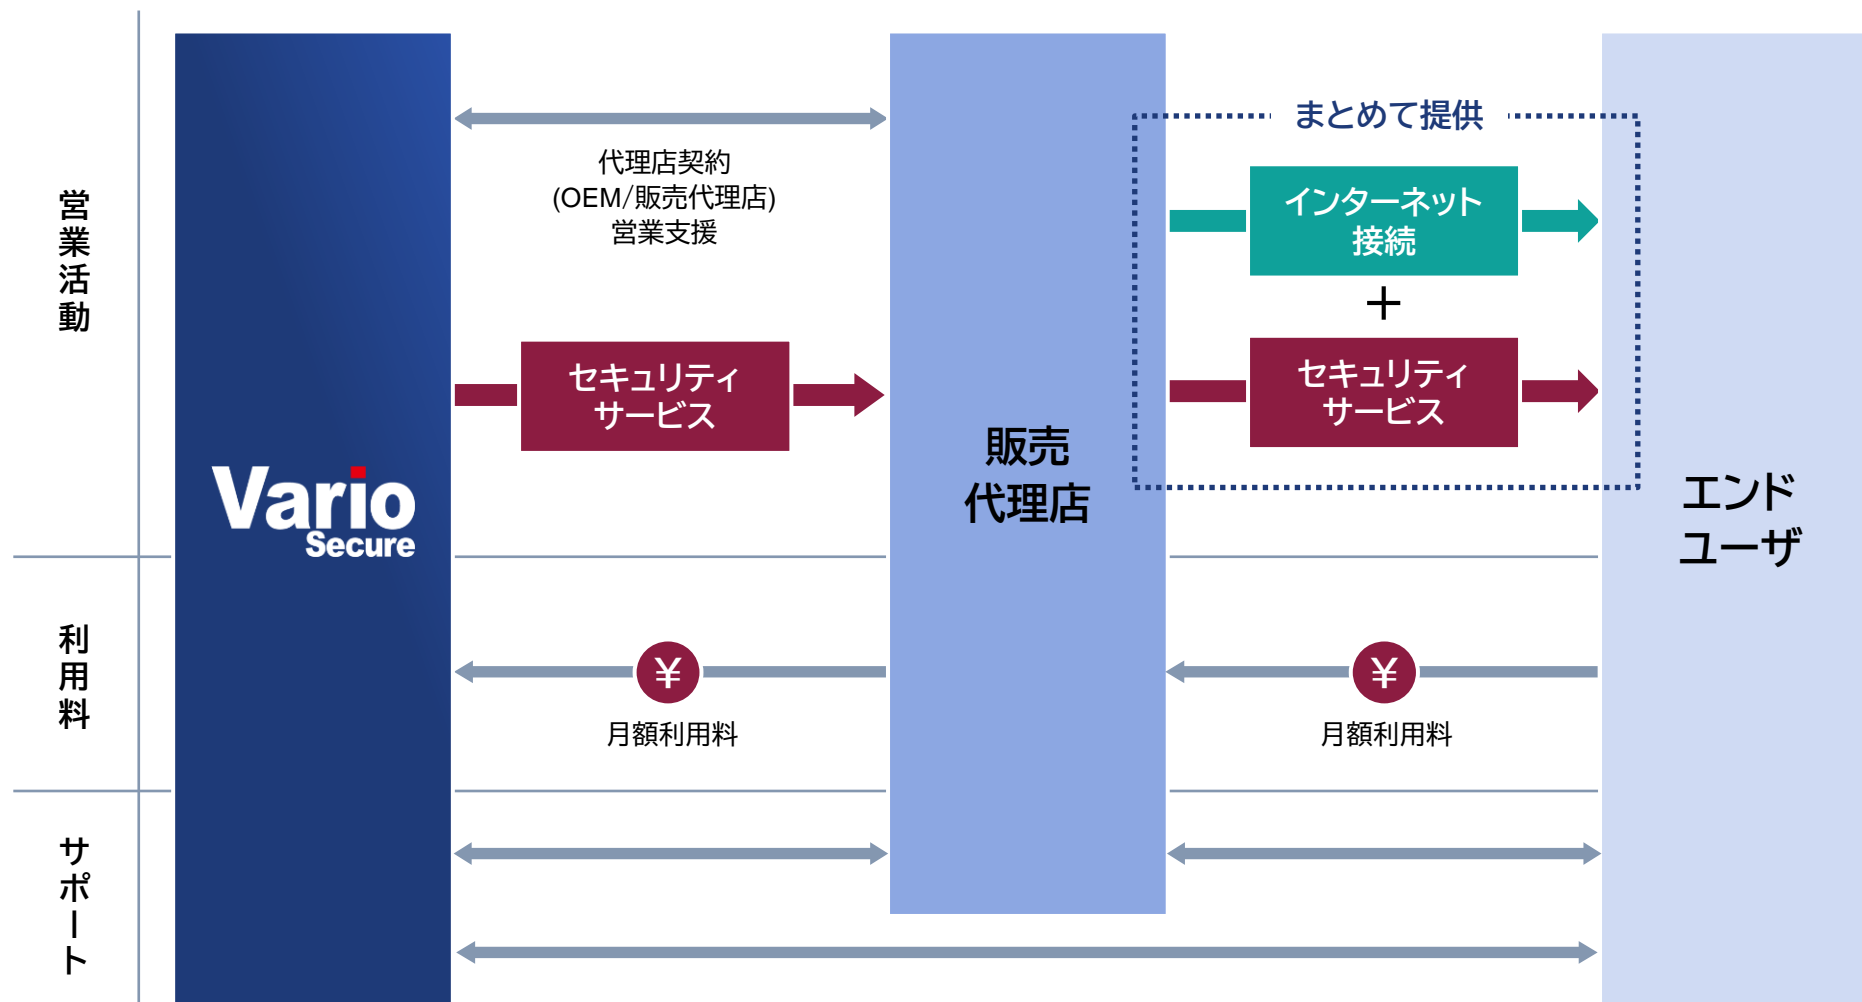 営業活動
代理店契約
(OEM/販売代理店)
営業支援
まとめて提供
インターネット
接続
+
セキュリティ
サービス
セキュリティ
サービス
Vario
Secure
販売
代理店
エンド
ユーザ
利用料
¥
月額利用料
¥
月額利用料
サポート